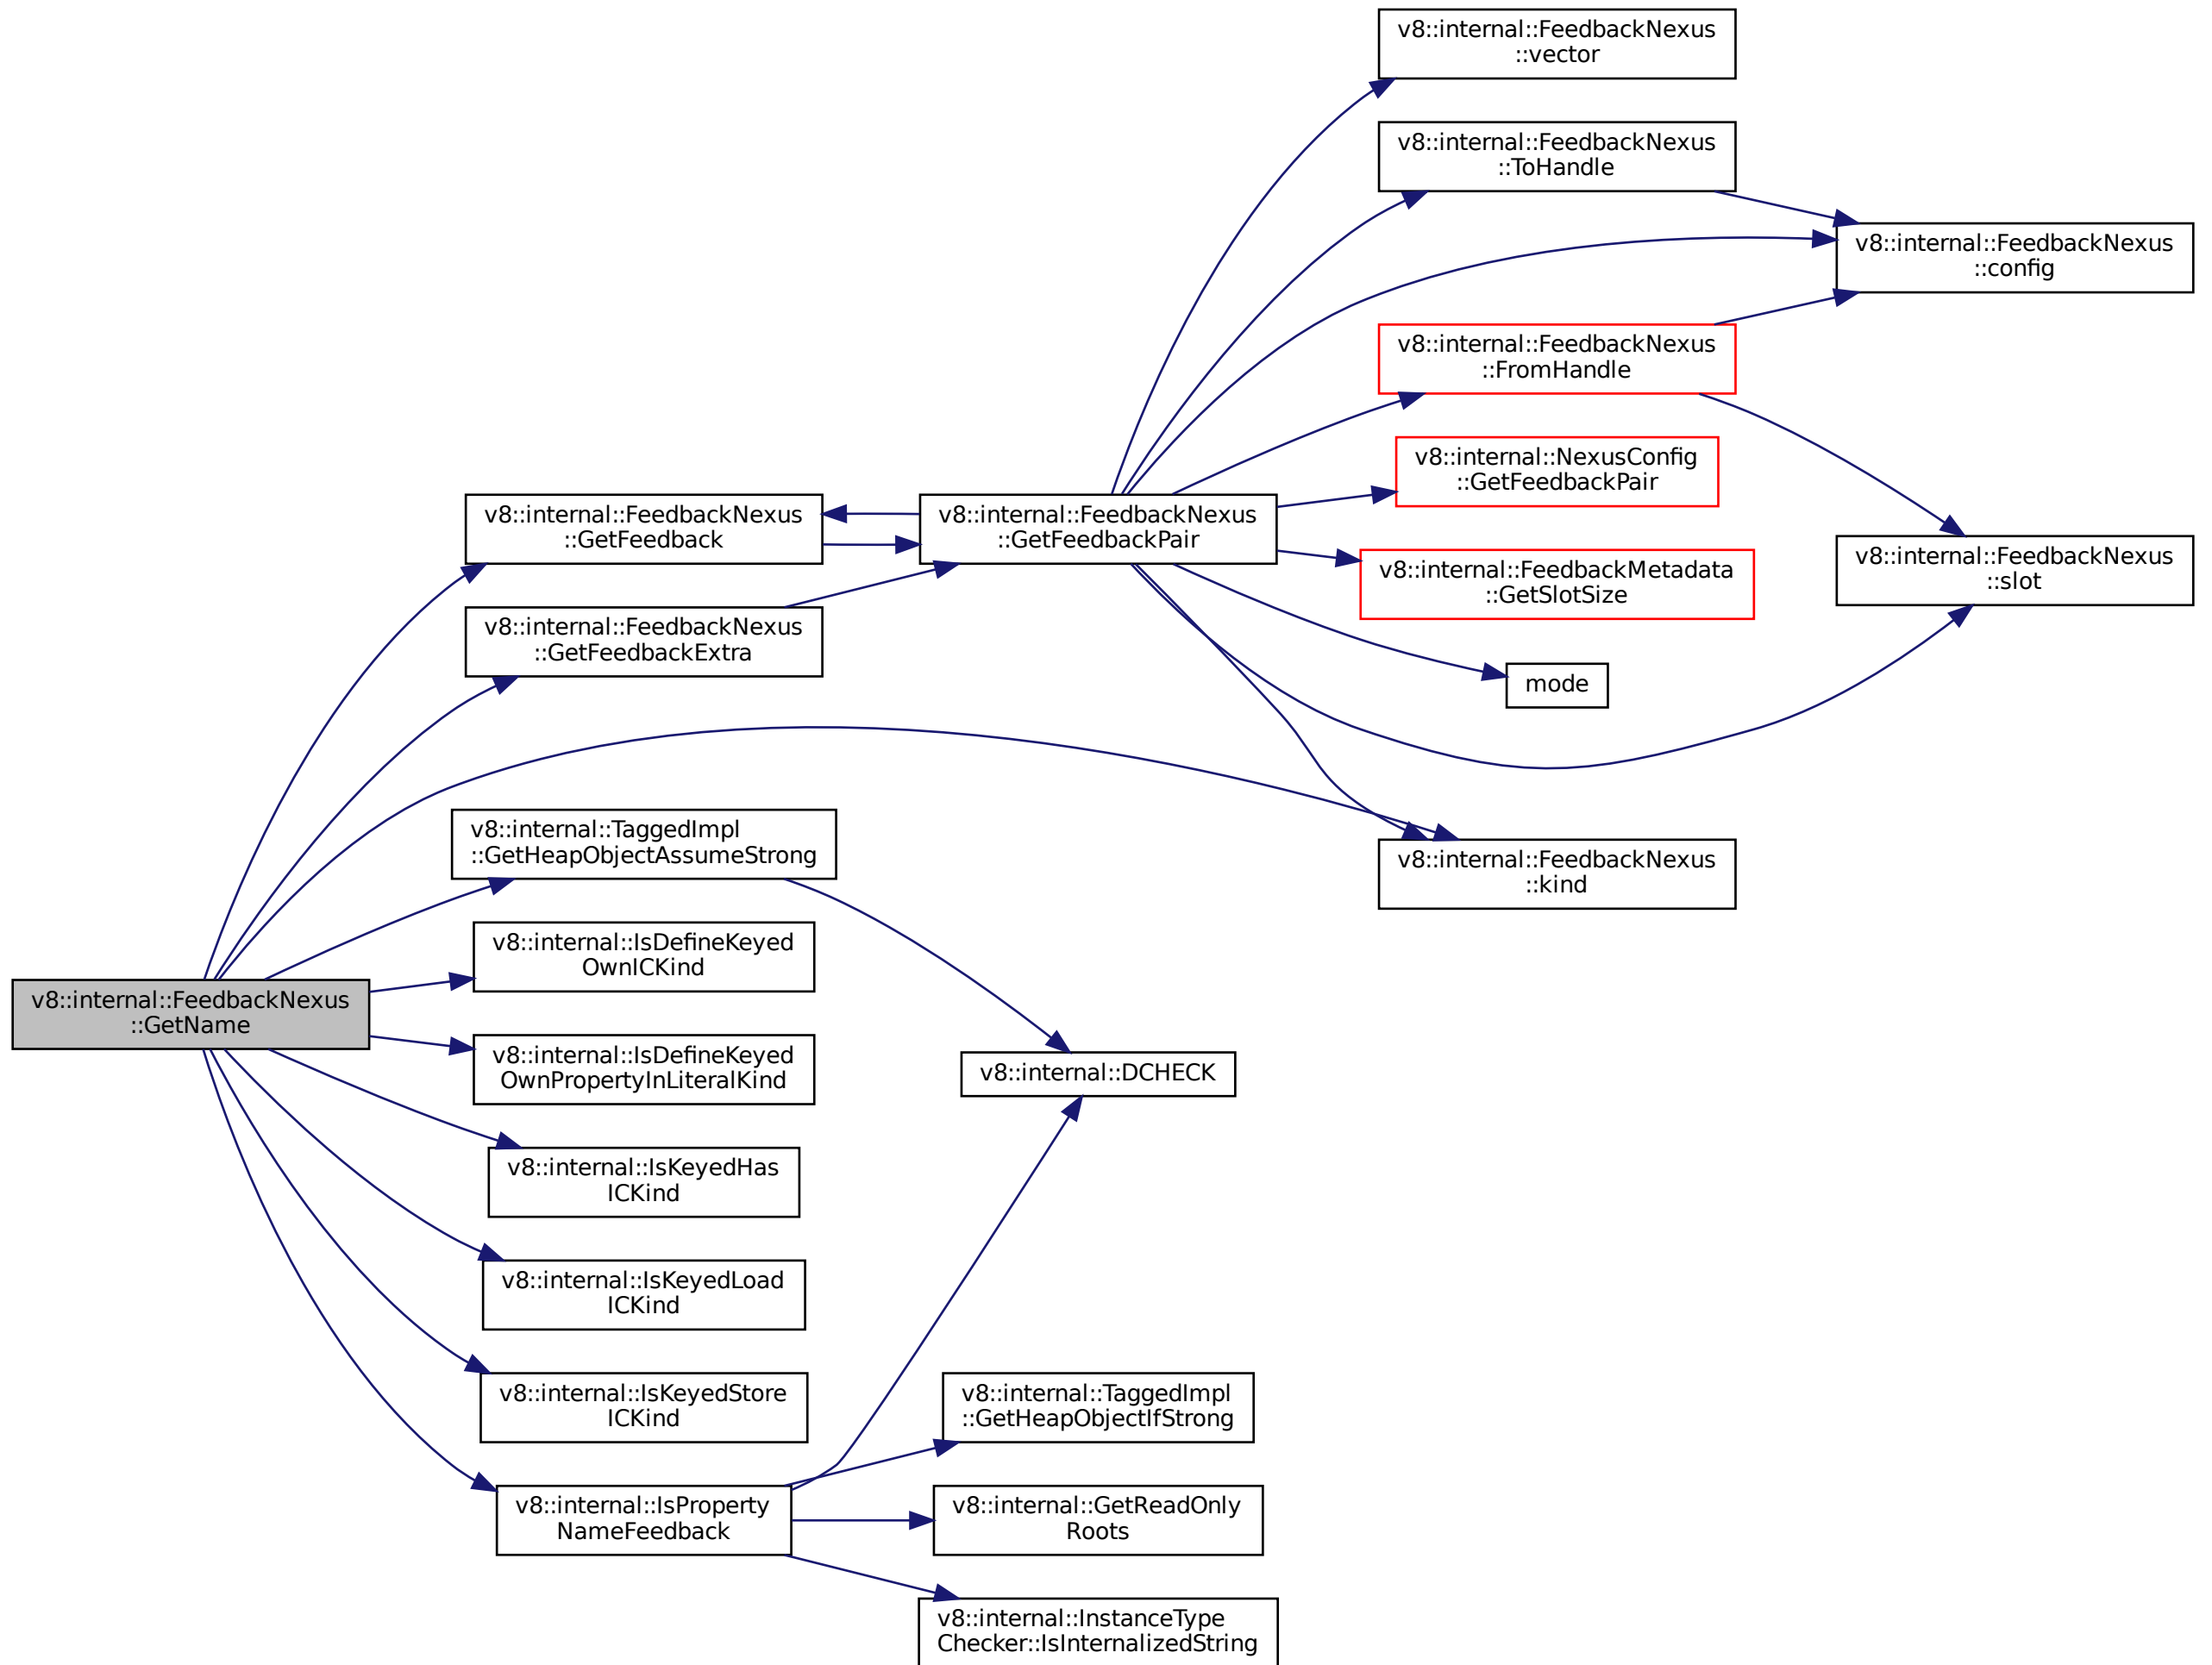 v8::internal::FeedbackNexus
::GetName
v8::internal::FeedbackNexus
::GetFeedback
v8::internal::FeedbackNexus
::GetFeedbackExtra
v8::internal::TaggedImpl
::GetHeapObjectAssumeStrong
v8::internal::IsDefineKeyed
OwnICKind
v8::internal::IsDefineKeyed
OwnPropertyInLiteralKind
v8::internal::IsKeyedHas
ICKind
v8::internal::IsKeyedLoad
ICKind
v8::internal::IsKeyedStore
ICKind
v8::internal::IsProperty
NameFeedback
v8::internal::FeedbackNexus
::GetFeedbackPair
v8::internal::DCHECK
v8::internal::TaggedImpl
::GetHeapObjectIfStrong
v8::internal::GetReadOnly
Roots
v8::internal::InstanceType
Checker::IsInternalizedString
v8::internal::FeedbackNexus
::vector
v8::internal::FeedbackNexus
::ToHandle
v8::internal::FeedbackNexus
::FromHandle
v8::internal::NexusConfig
::GetFeedbackPair
v8::internal::FeedbackMetadata
::GetSlotSize
mode
v8::internal::FeedbackNexus
::kind
v8::internal::FeedbackNexus
::config
v8::internal::FeedbackNexus
::slot